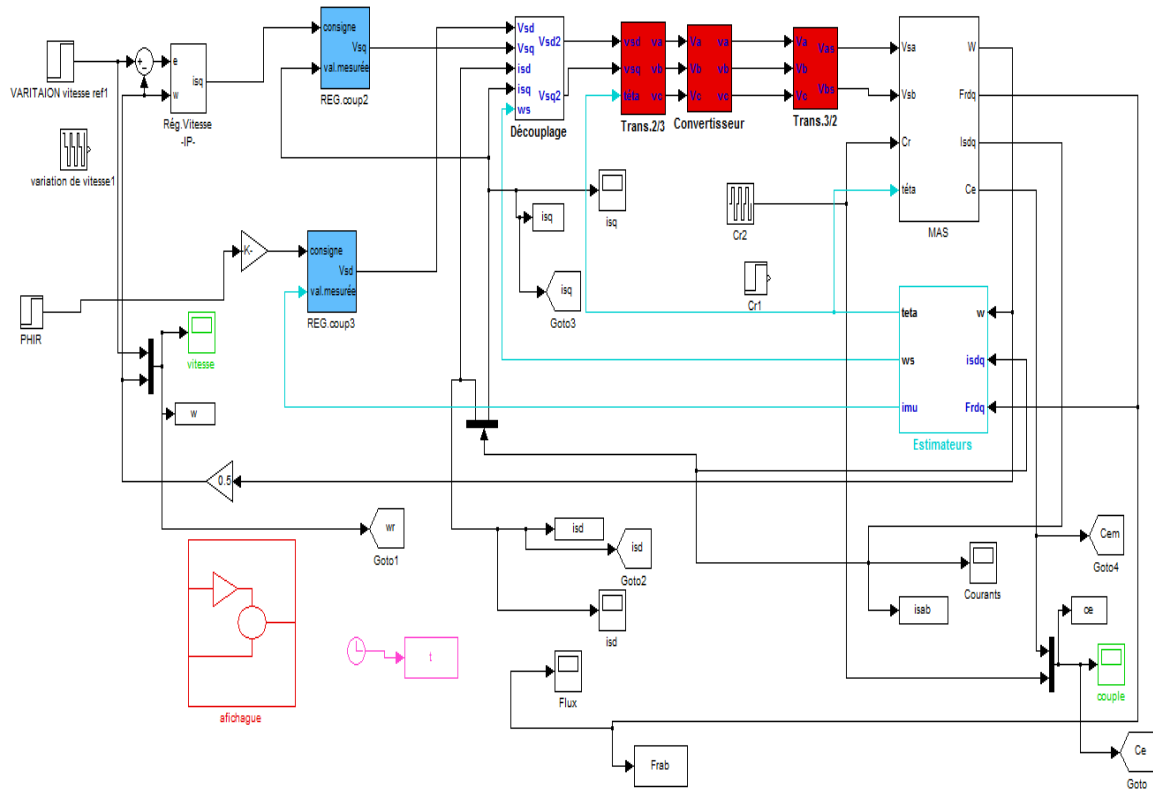 VARITAION vitesse ref1
+
-
e
w
isq
Rég.Vitesse
-IP-
variation de vitesse1
consigne
Vsq
val.mesurée
REG.coup2
Vsd
Vsq
isd
isq
ws
Vsd2
Vsq2
Découplage
vsd
vsq
téta
va
vb
vc
Trans.2/3
Va
Vb
Vc
va
vb
vc
Convertisseur
Va
Vb
Vc
Vas
Vbs
Trans.3/2
Vsa
Vsb
Cr
téta
W
Frdq
Isdq
Ce
MAS
isq
isq
isq
Goto3
Cr2
Cr1
PHIR
-K-
consigne
Vsd
val.mesurée
REG.coup3
teta
ws
imu
w
isdq
Frdq
Estimateurs
vitesse
w
0.5
wr
Goto1
isd
isd
Goto2
isd
Courants
isab
Cem
Goto4
ce
couple
Ce
Goto
t
Flux
Frab
afichague